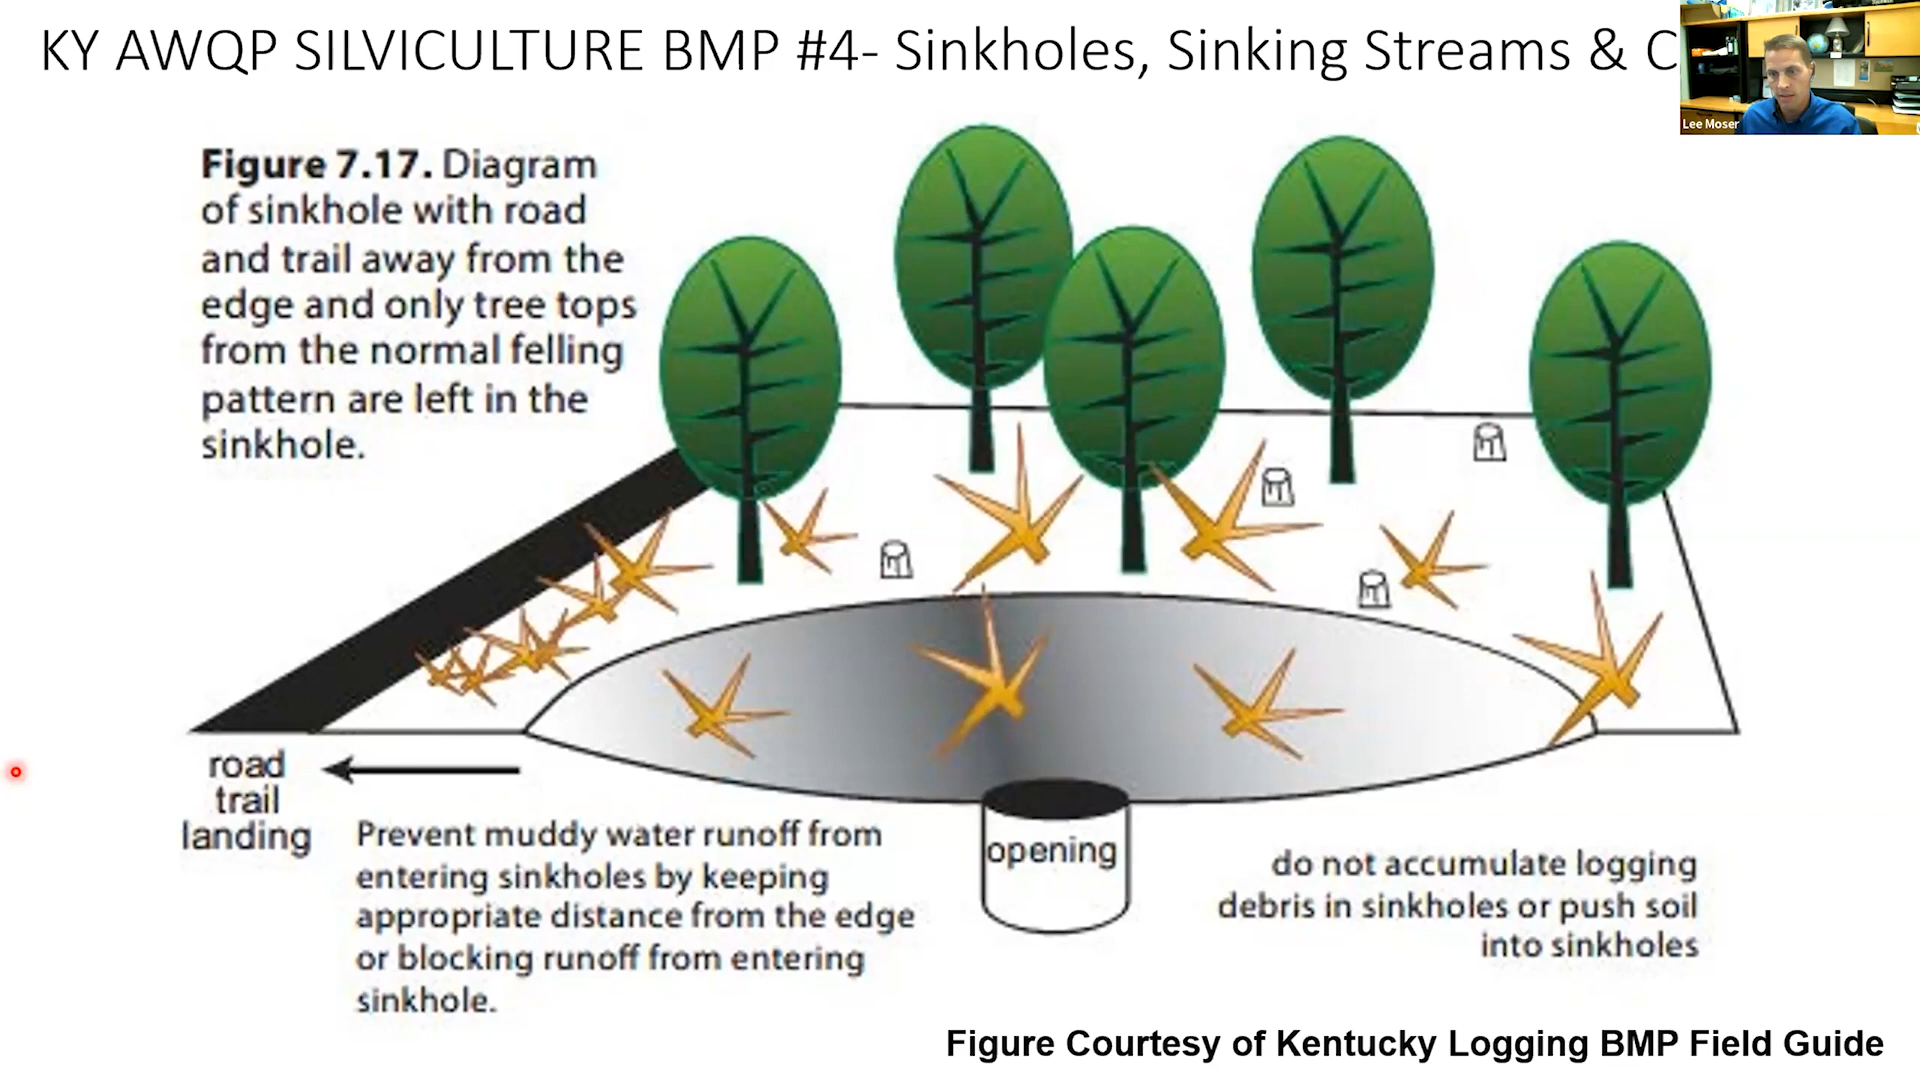 KY AWQP SILVICULTURE BMP #4- Sinkholes, Sinking Streams & C
Lee Moser
Figure 7.17. Diagram
of sinkhole with road
and trail away from the
edge and only tree tops
from the normal felling
pattern are left in the
sinkhole.
road
trail
landing
Prevent muddy water runoff from
entering sinkholes by keeping
appropriate distance from the edge
or blocking runoff from entering
sinkhole.
opening
do not accumulate logging
debris in sinkholes or push soil
into sinkholes
Figure Courtesy of Kentucky Logging BMP Field Guide